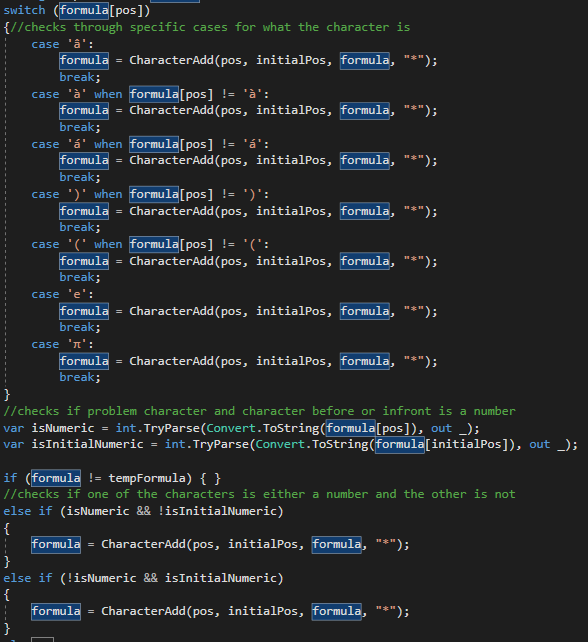 switch (formula[pos])
{//checks through specific cases for what the character is
case 'â':
formula = CharacterAdd(pos, initialPos, formula, "*");
break;
case 'à' when formula[pos] != 'à':
formula = CharacterAdd(pos, initialPos, formula, "*");
break;
case 'á' when formula[pos] != 'á':
formula = CharacterAdd(pos, initialPos, formula, "*");
break;
case ')' when formula[pos] != ')':
formula = CharacterAdd(pos, initialPos, formula, "*");
break;
case '(' when formula[pos] != '(':
formula = CharacterAdd(pos, initialPos, formula, "*");
break;
case 'e':
formula = CharacterAdd(pos, initialPos, formula, "*");
break;
case 'π':
formula = CharacterAdd(pos, initialPos, formula, "*");
break;
}
//checks if problem character and character before or infront is a number
var isNumeric = int.TryParse(Convert.ToString(formula[pos]), out _);
var isInitialNumeric = int.TryParse(Convert.ToString(formula[initialPos]), out _);
if (formula != tempFormula) { }
//checks if one of the characters is either a number and the other is not
else if (isNumeric && !isInitialNumeric)
{
formula = CharacterAdd(pos, initialPos, formula, "*");
}
else if (!isNumeric && isInitialNumeric)
{
formula = CharacterAdd(pos, initialPos, formula, "*");
}